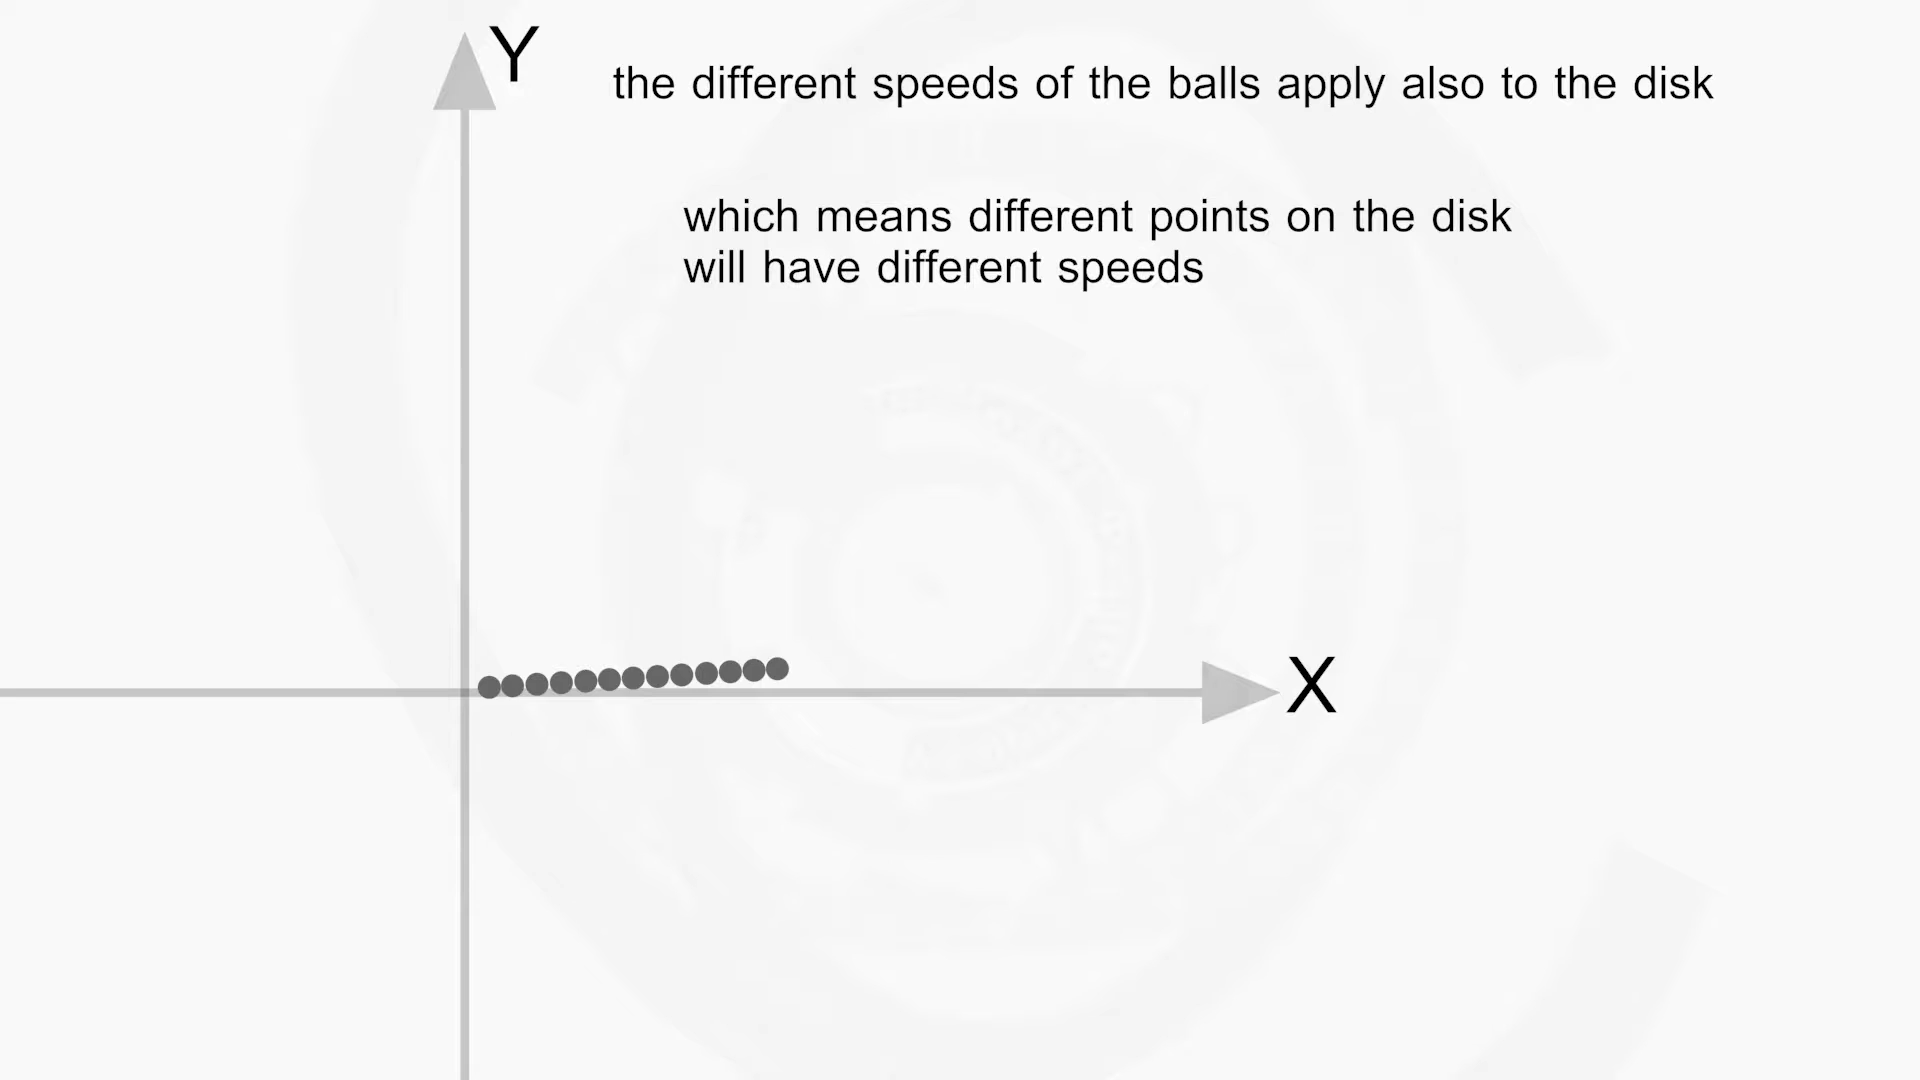 Y
the different speeds of the balls apply also to the disk
which means different points on the disk
will have different speeds
X